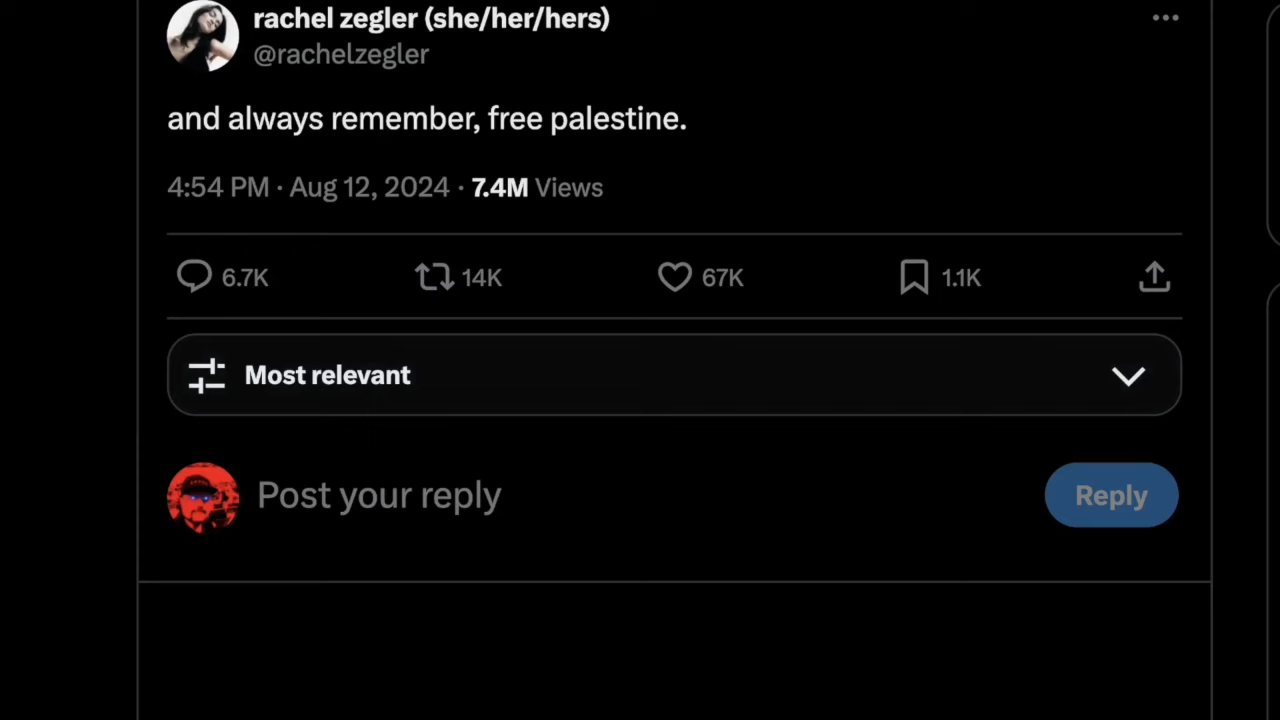 rachel zegler (she/her/hers)
@rachelzegler
and always remember, free palestine.
4:54 PM · Aug 12, 2024 · 7.4M Views
6.7K 14K 67K 1.1K
Most relevant
Post your reply Reply